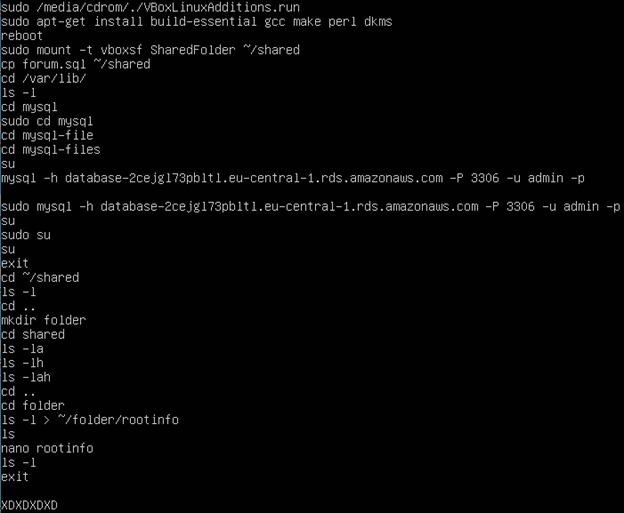 sudo /media/cdrom/./VBoxLinuxAdditions.run
sudo apt-get install build-essential gcc make perl dkms
reboot
sudo mount -t vboxsf SharedFolder ~/shared
cp forum.sql ~/shared
cd /var/lib/
ls -l
cd mysql
sudo cd mysql
cd mysql-file
cd mysql-files
su
mysql -h database-2cejgl73pbltl.eu-central-1.rds.amazonaws.com -P 3306 -u admin -p
sudo mysql -h database-2cejgl73pbltl.eu-central-1.rds.amazonaws.com -P 3306 -u admin -p
su
sudo su
su
exit
cd ~/shared
ls -l
cd ..
mkdir folder
cd shared
ls -la
ls -lh
ls -lah
cd ..
cd folder
ls -l > ~/folder/rootinfo
ls
nano rootinfo
ls -l
exit
XDXDXDXD